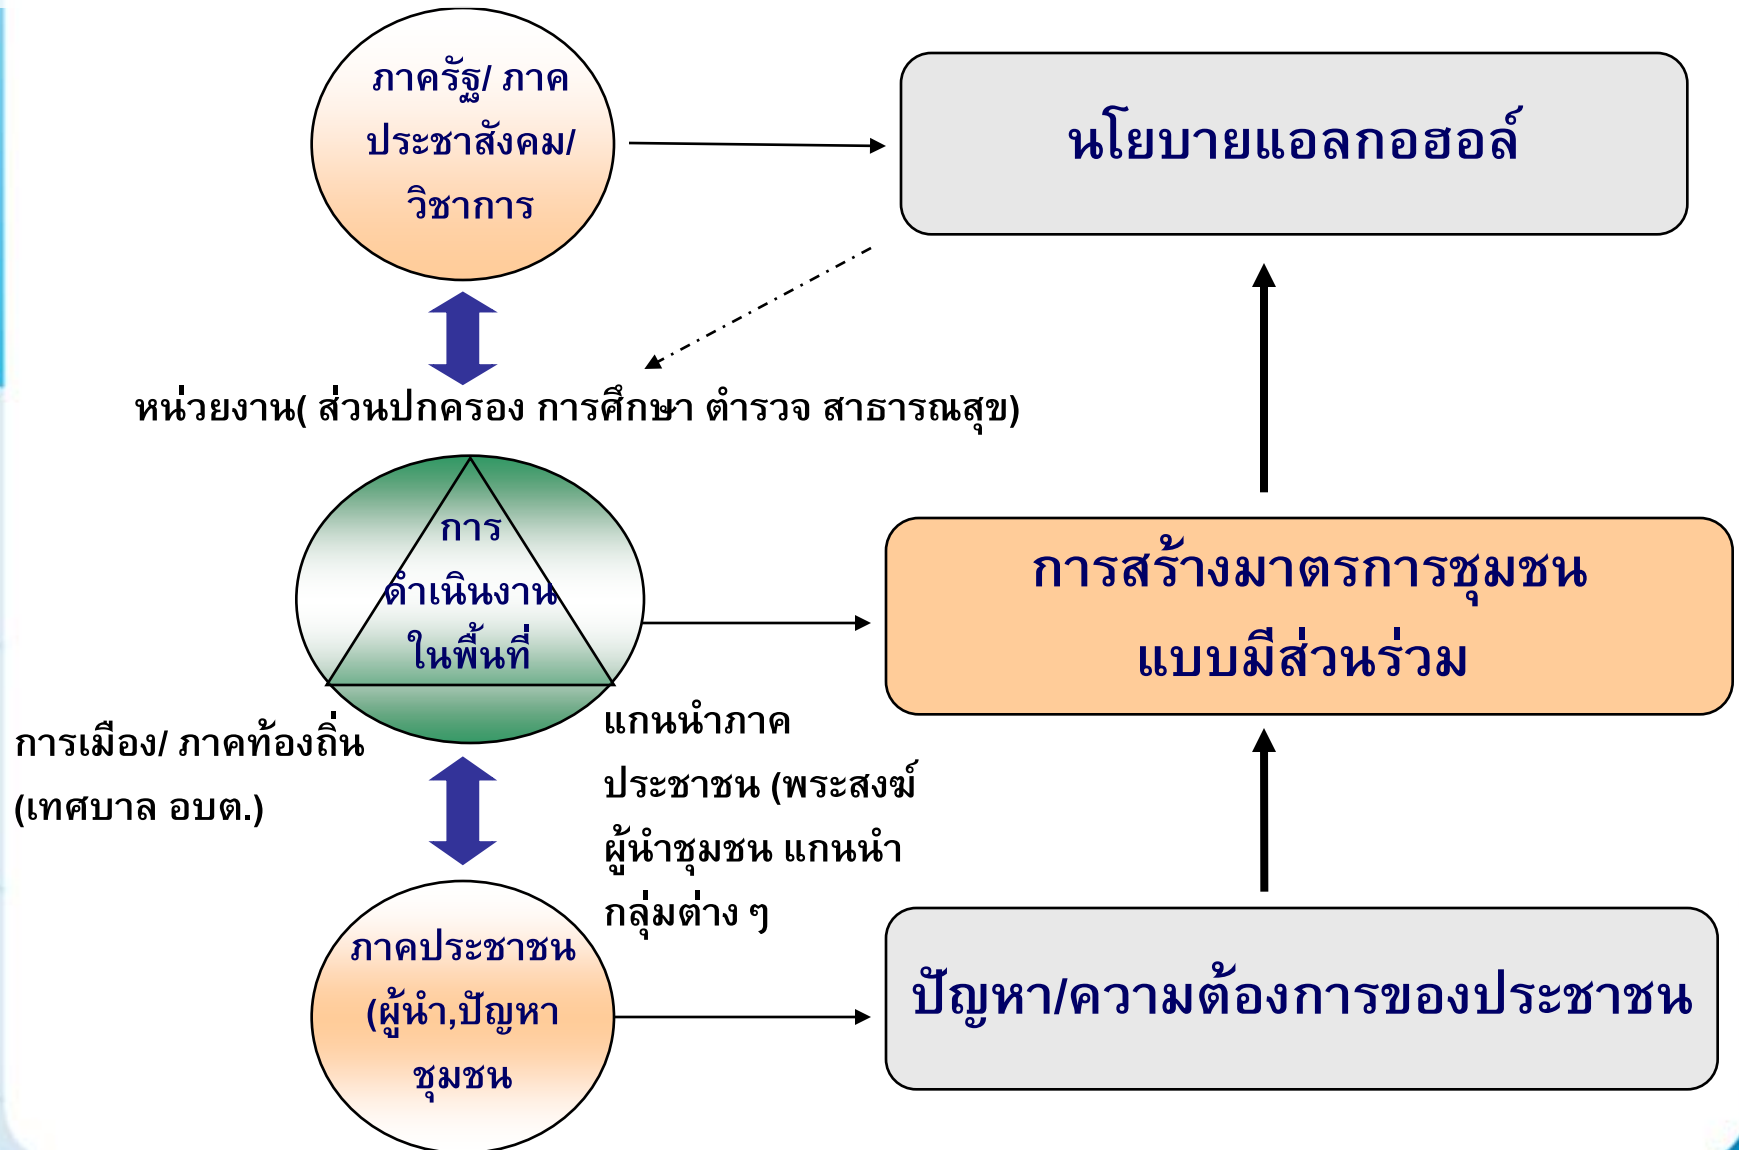 ภาครัฐ/ ภาค
ประชาสังคม/
วิชาการ
นโยบายแอลกอฮอล์
หน่วยงาน( ส่วนปกครอง การศึกษา ตำรวจ สาธารณสุข)
การ
ดำเนินงาน
ในพื้นที่
การสร้างมาตรการชุมชน
แบบมีส่วนร่วม
การเมือง/ ภาคท้องถิ่น
(เทศบาล อบต.)
แกนนำภาค
ประชาชน (พระสงฆ์
ผู้นำชุมชน แกนนำ
กลุ่มต่าง ๆ
ภาคประชาชน
(ผู้นำ,ปัญหา
ชุมชน
ปัญหา/ความต้องการของประชาชน